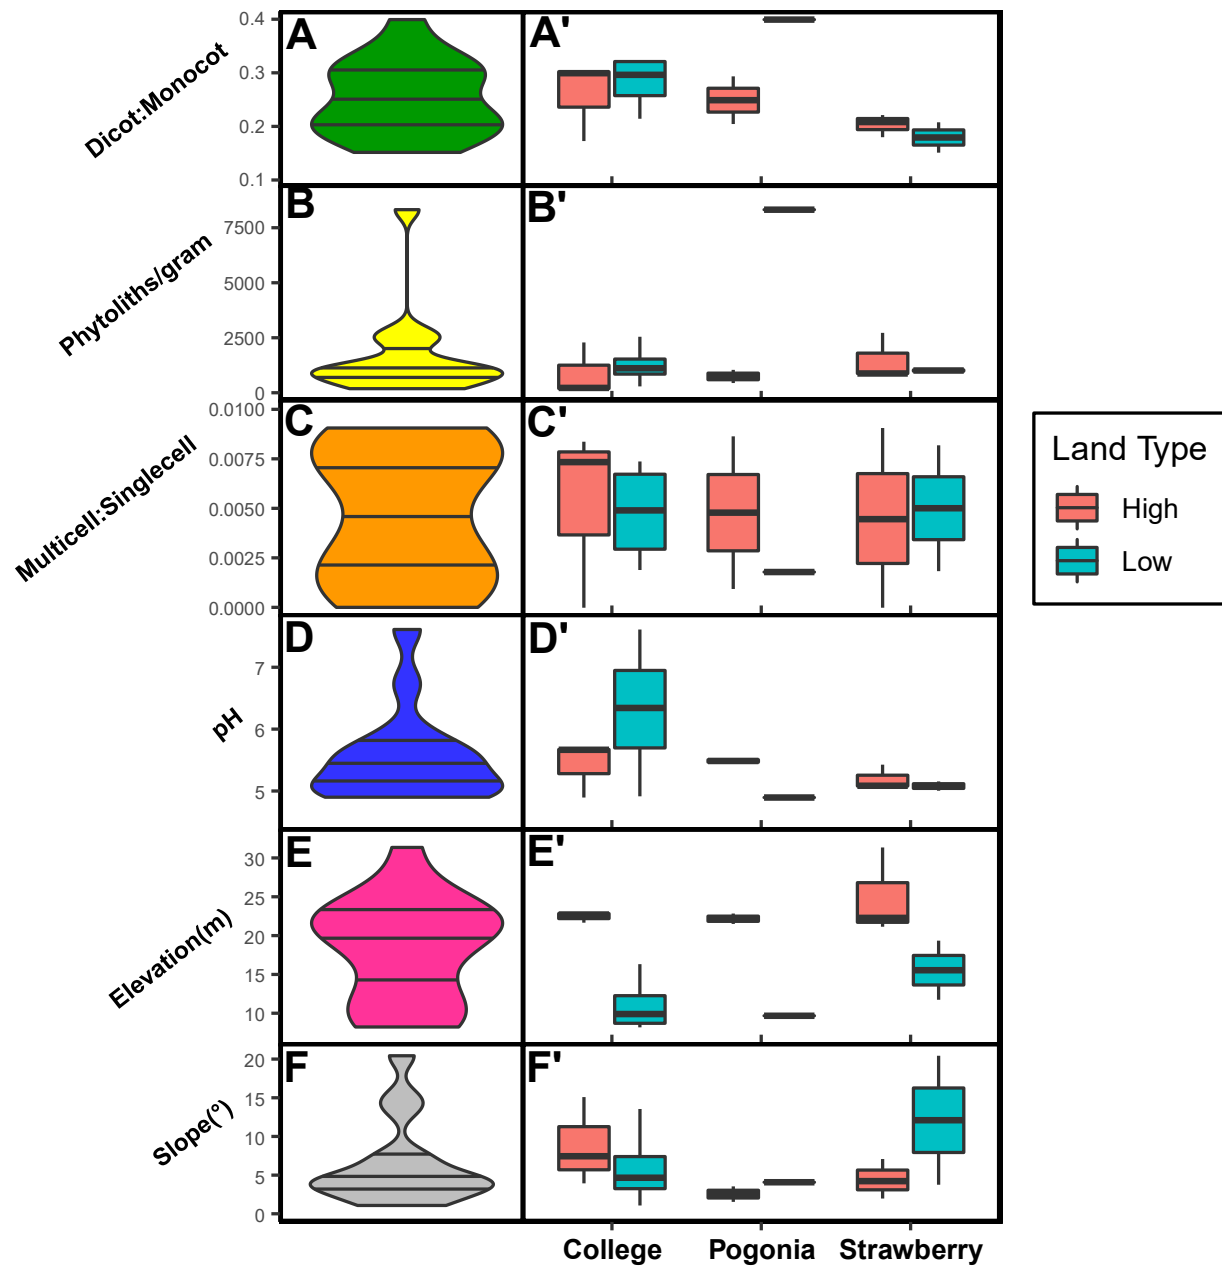 A
A'
Dicot:Monocot
0.4
0.3
0.2
0.1
B
B'
Phytoliths/gram
7500
5000
2500
0
C
C'
Multicell:Singlecell
0.0100
0.0075
0.0050
0.0025
0.0000
Land Type
High
Low
D
D'
pH
7
6
5
E
E'
Elevation(m)
30
25
20
15
10
F
F'
Slope(°)
20
15
10
5
0
College Pogonia Strawberry